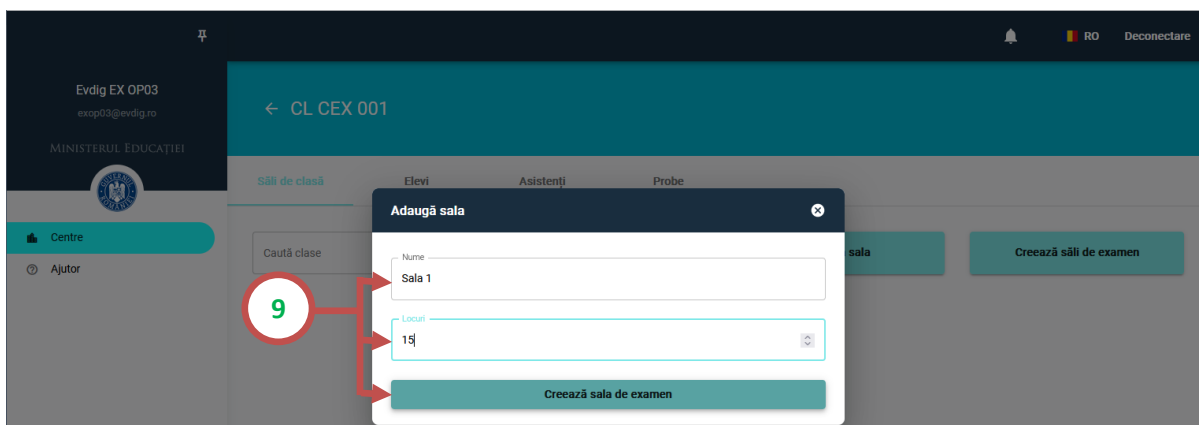 RO Deconectare
Evdig EX OP03
exop03@evdig.ro
Ministerul Educației
GUVERNUL ROMÂNIEI
Centre
Ajutor
← CL CEX 001
Săli de clasă Elevi Asistenți Probe
Caută clase
sala
Creează săli de examen
Adaugă sala
Nume
Sala 1
Locuri
15
Creează sala de examen
9